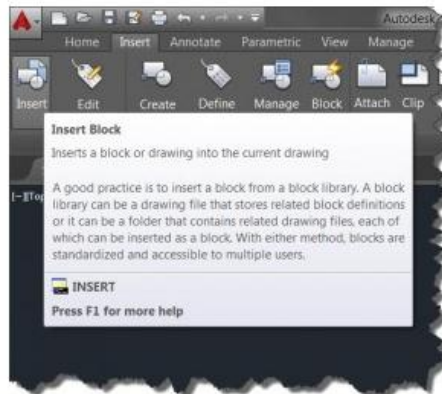 Autodesk
Home Insert Annotate Parametric View Manage
Insert Edit Create Define Manage Block Attach Clip
Insert Block
Inserts a block or drawing into the current drawing
A good practice is to insert a block from a block library. A block
library can be a drawing file that stores related block definitions
or it can be a folder that contains related drawing files, each of
which can be inserted as a block. With either method, blocks are
standardized and accessible to multiple users.
[−][Top
INSERT
Press F1 for more help